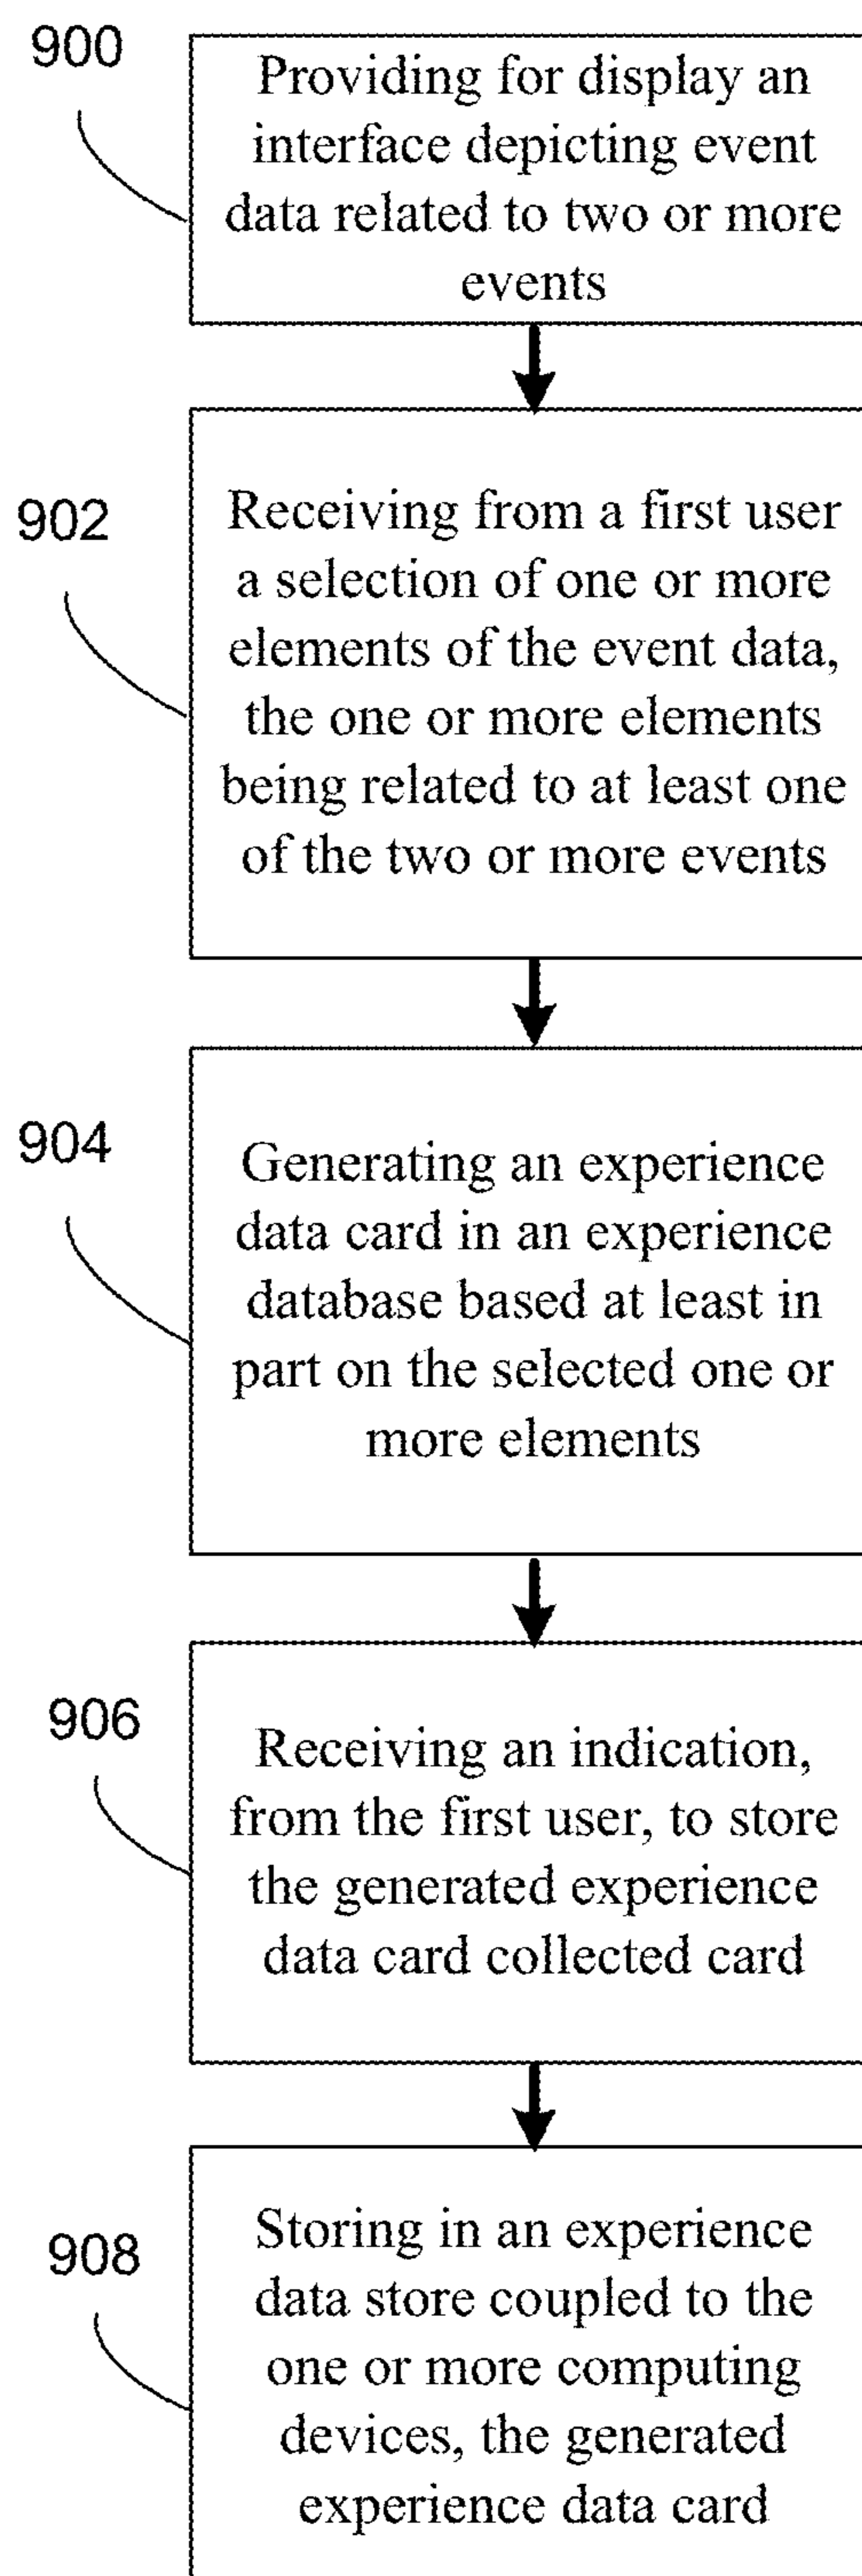 900
Providing for display an
interface depicting event
data related to two or more
events
902
Receiving from a first user
a selection of one or more
elements of the event data,
the one or more elements
being related to at least one
of the two or more events
904
Generating an experience
data card in an experience
database based at least in
part on the selected one or
more elements
906
Receiving an indication,
from the first user, to store
the generated experience
data card collected card
908
Storing in an experience
data store coupled to the
one or more computing
devices, the generated
experience data card